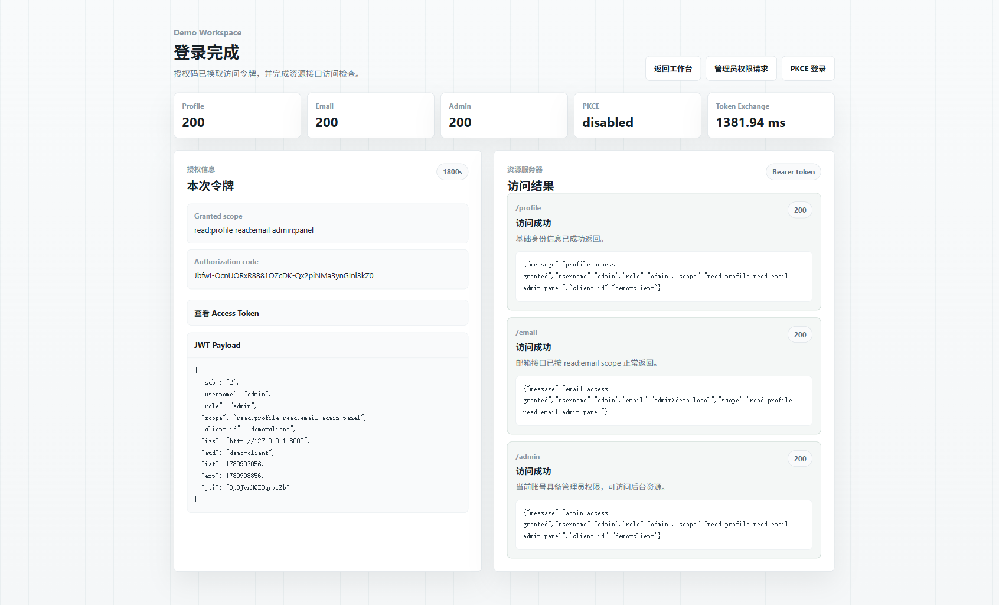 Demo Workspace
登录完成
授权码已换取访问令牌，并完成资源接口访问检查。
返回工作台
管理员权限请求
PKCE 登录
Profile
200
Email
200
Admin
200
PKCE
disabled
Token Exchange
1381.94 ms
授权信息
本次令牌
1800s
Granted scope
read:profile read:email admin:panel
Authorization code
JbfwI-OcnUORxR8881OZcDK-Qx2piNMa3ynGInl3kZ0
查看 Access Token
JWT Payload
{
"sub": "2",
"username": "admin",
"role": "admin",
"scope": "read:profile read:email admin:panel",
"client_id": "demo-client",
"iss": "http://127.0.0.1:8000",
"aud": "demo-client",
"iat": 1780907056,
"exp": 1780908856,
"jti": "OyOJcnHQEOqrviZb"
}
资源服务器
访问结果
Bearer token
/profile
200
访问成功
基础身份信息已成功返回。
{"message":"profile access
granted","username":"admin","role":"admin","scope":"read:profile read:email
admin:panel","client_id":"demo-client"}
/email
200
访问成功
邮箱接口已按 read:email scope 正常返回。
{"message":"email access
granted","username":"admin","email":"admin@demo.local","scope":"read:profile
read:email admin:panel"}
/admin
200
访问成功
当前账号具备管理员权限，可访问后台资源。
{"message":"admin access
granted","username":"admin","role":"admin","scope":"read:profile read:email
admin:panel","client_id":"demo-client"}